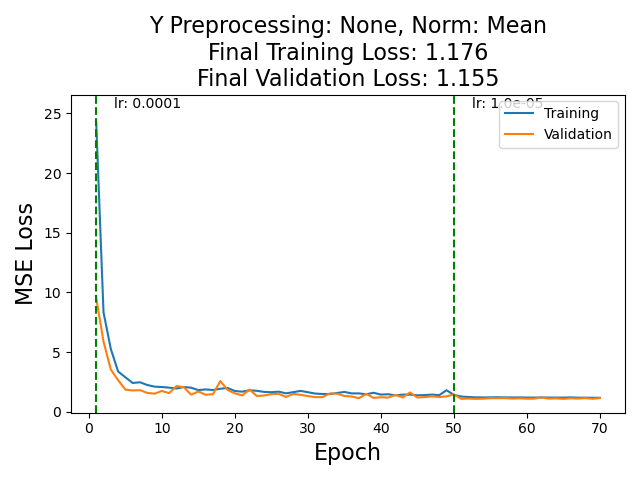 Y Preprocessing: None, Norm: Mean
Final Training Loss: 1.176
Final Validation Loss: 1.155
lr: 0.0001
lr: 1.0e-05
Training
Validation
MSE Loss
25
20
15
10
5
0
0 10 20 30 40 50 60 70
Epoch